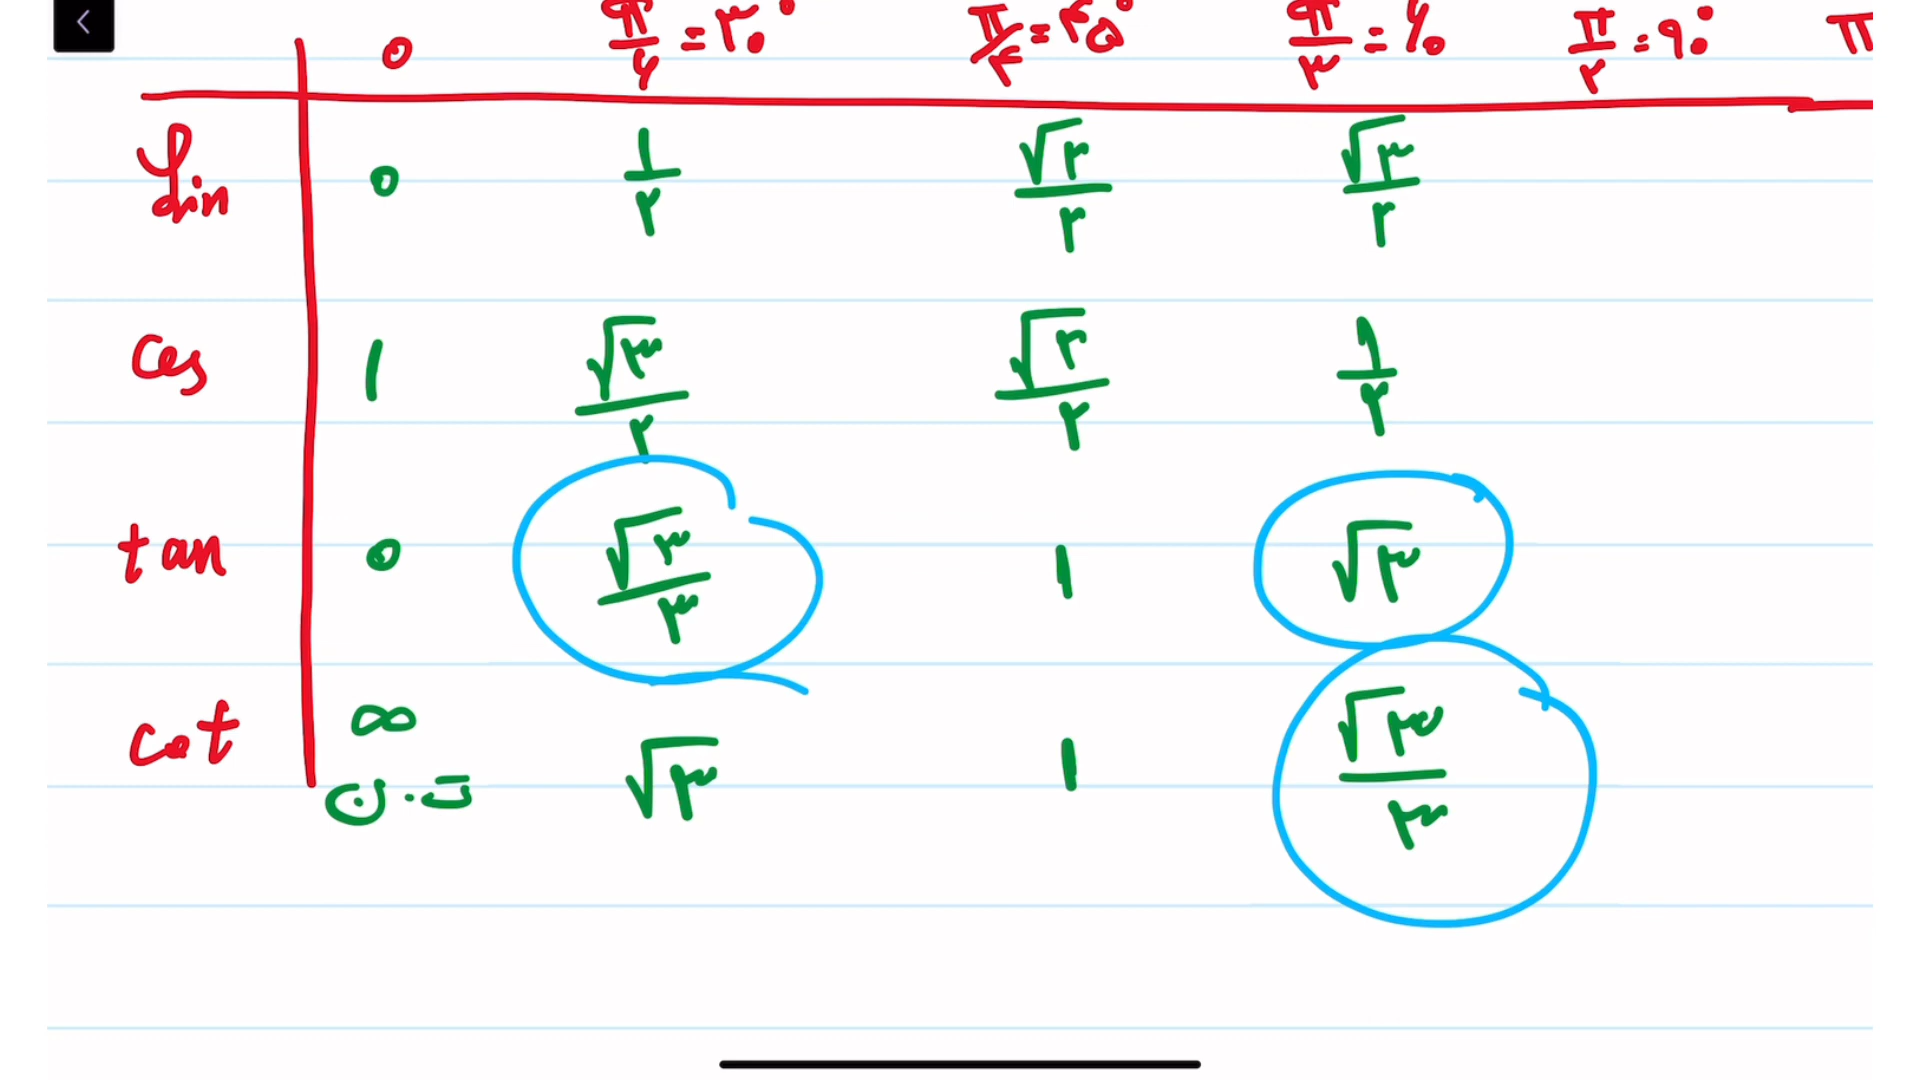 0 π/۶ = ۳۰° π/۴ = ۴۵° π/۳ = ۶۰ π/۲ = ۹۰° π
sin 0 ۱/۲ √۲/۲ √۳/۲
cos ۱ √۳/۲ √۲/۲ ۱/۲
tan 0 √۳/۳ ۱ √۳
cot ∞ √۳ ۱ √۳/۳
ت.ن